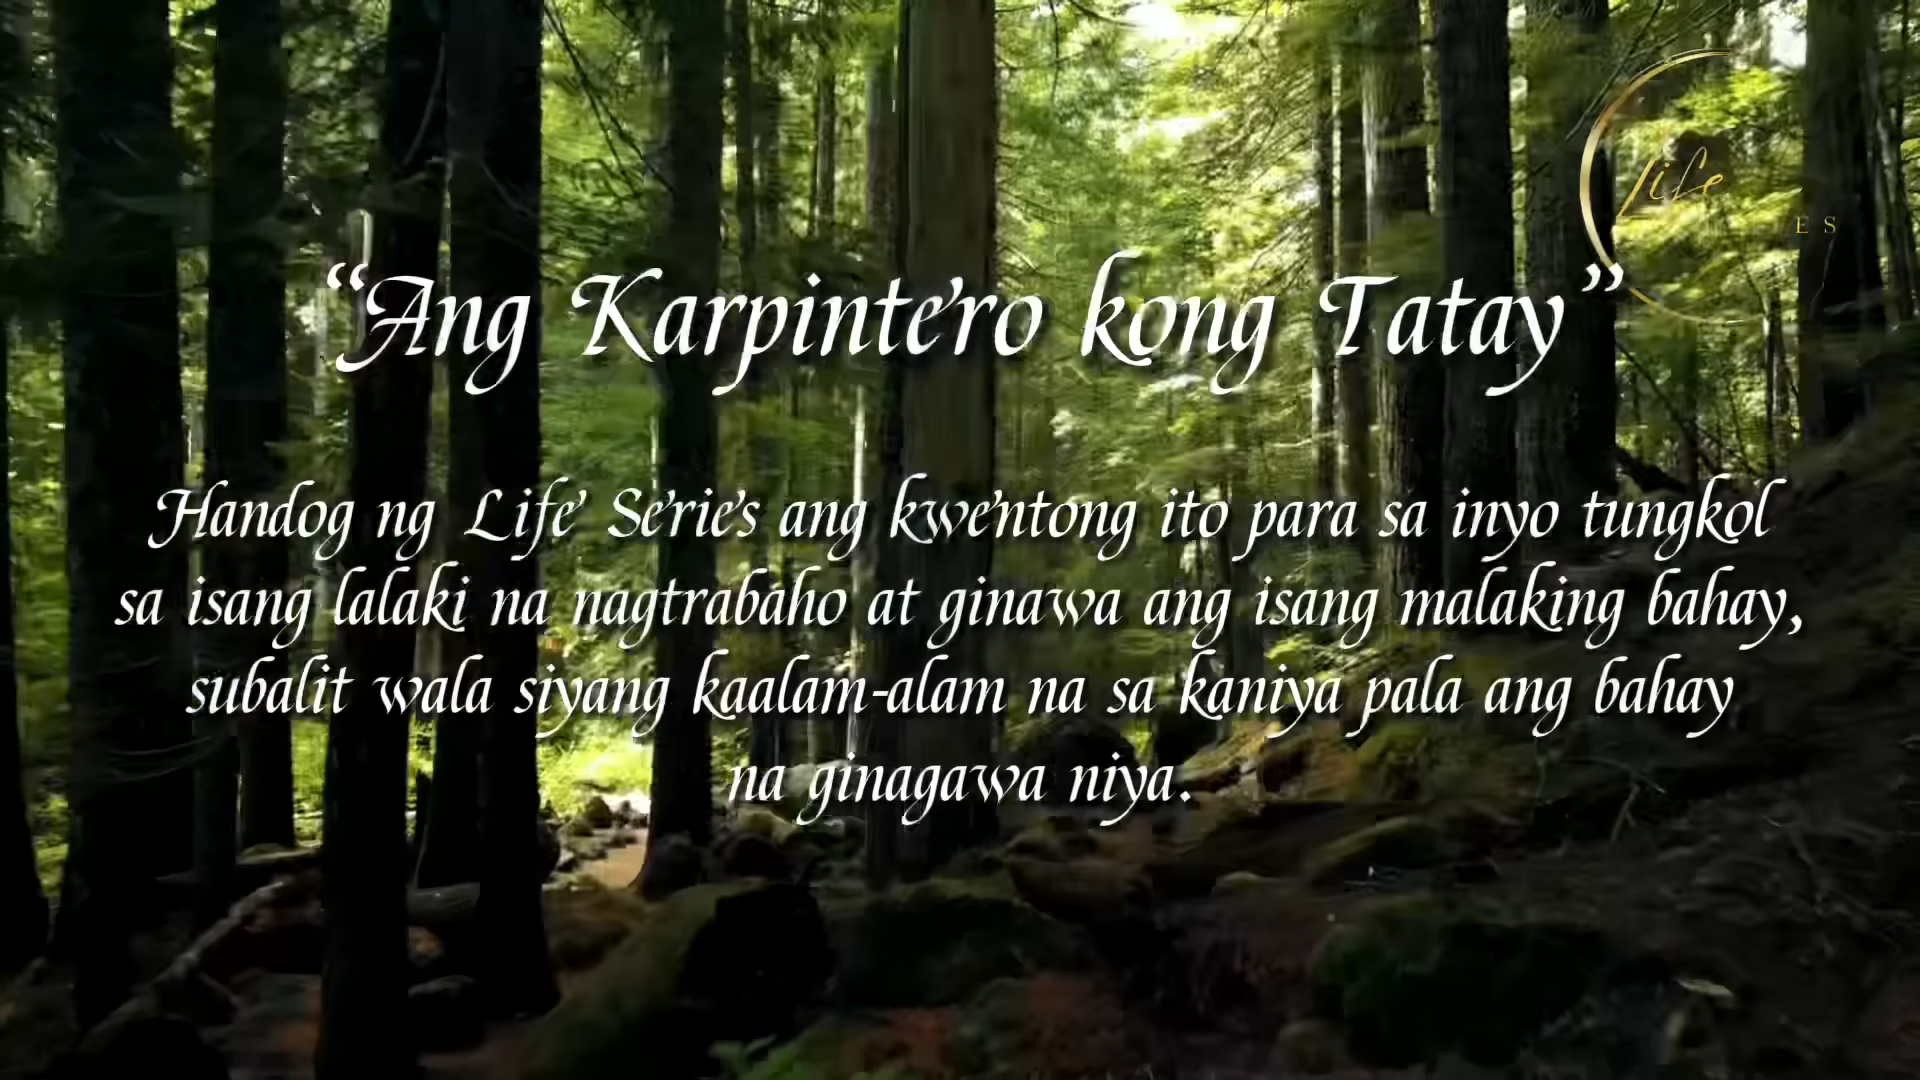 Life
ES
“Ang Karpintero kong Tatay”
Handog ng Life Series ang kwentong ito para sa inyo tungkol
sa isang lalaki na nagtrabaho at ginawa ang isang malaking bahay,
subalit wala siyang kaalam-alam na sa kaniya pala ang bahay
na ginagawa niya.